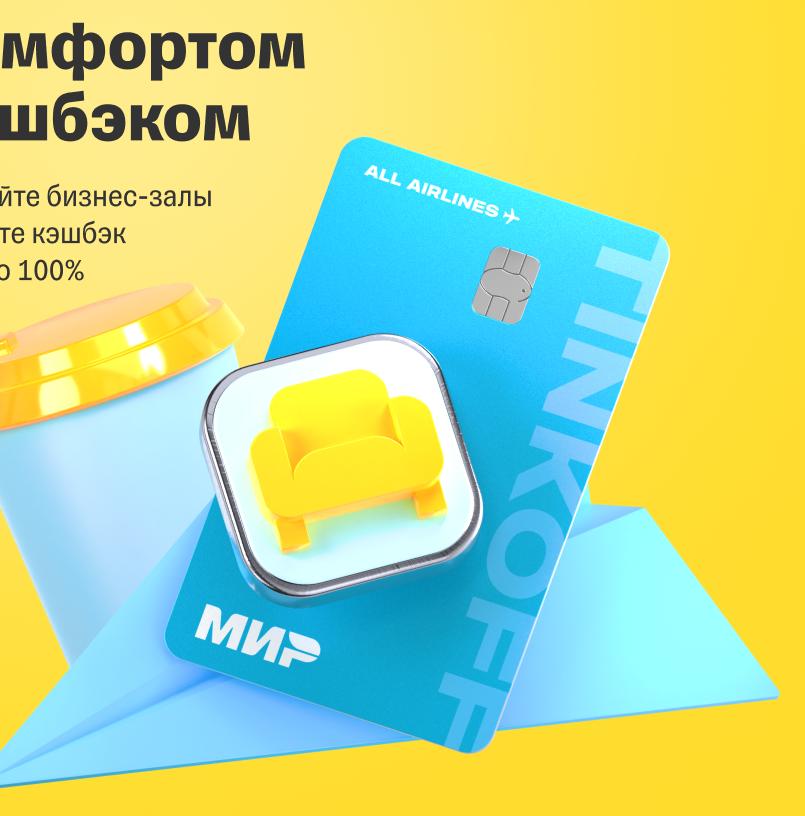 мфортом
шбэком
йте бизнес-залы
те кэшбэк
о 100%
ALL AIRLINES
TINKOFF
МИР